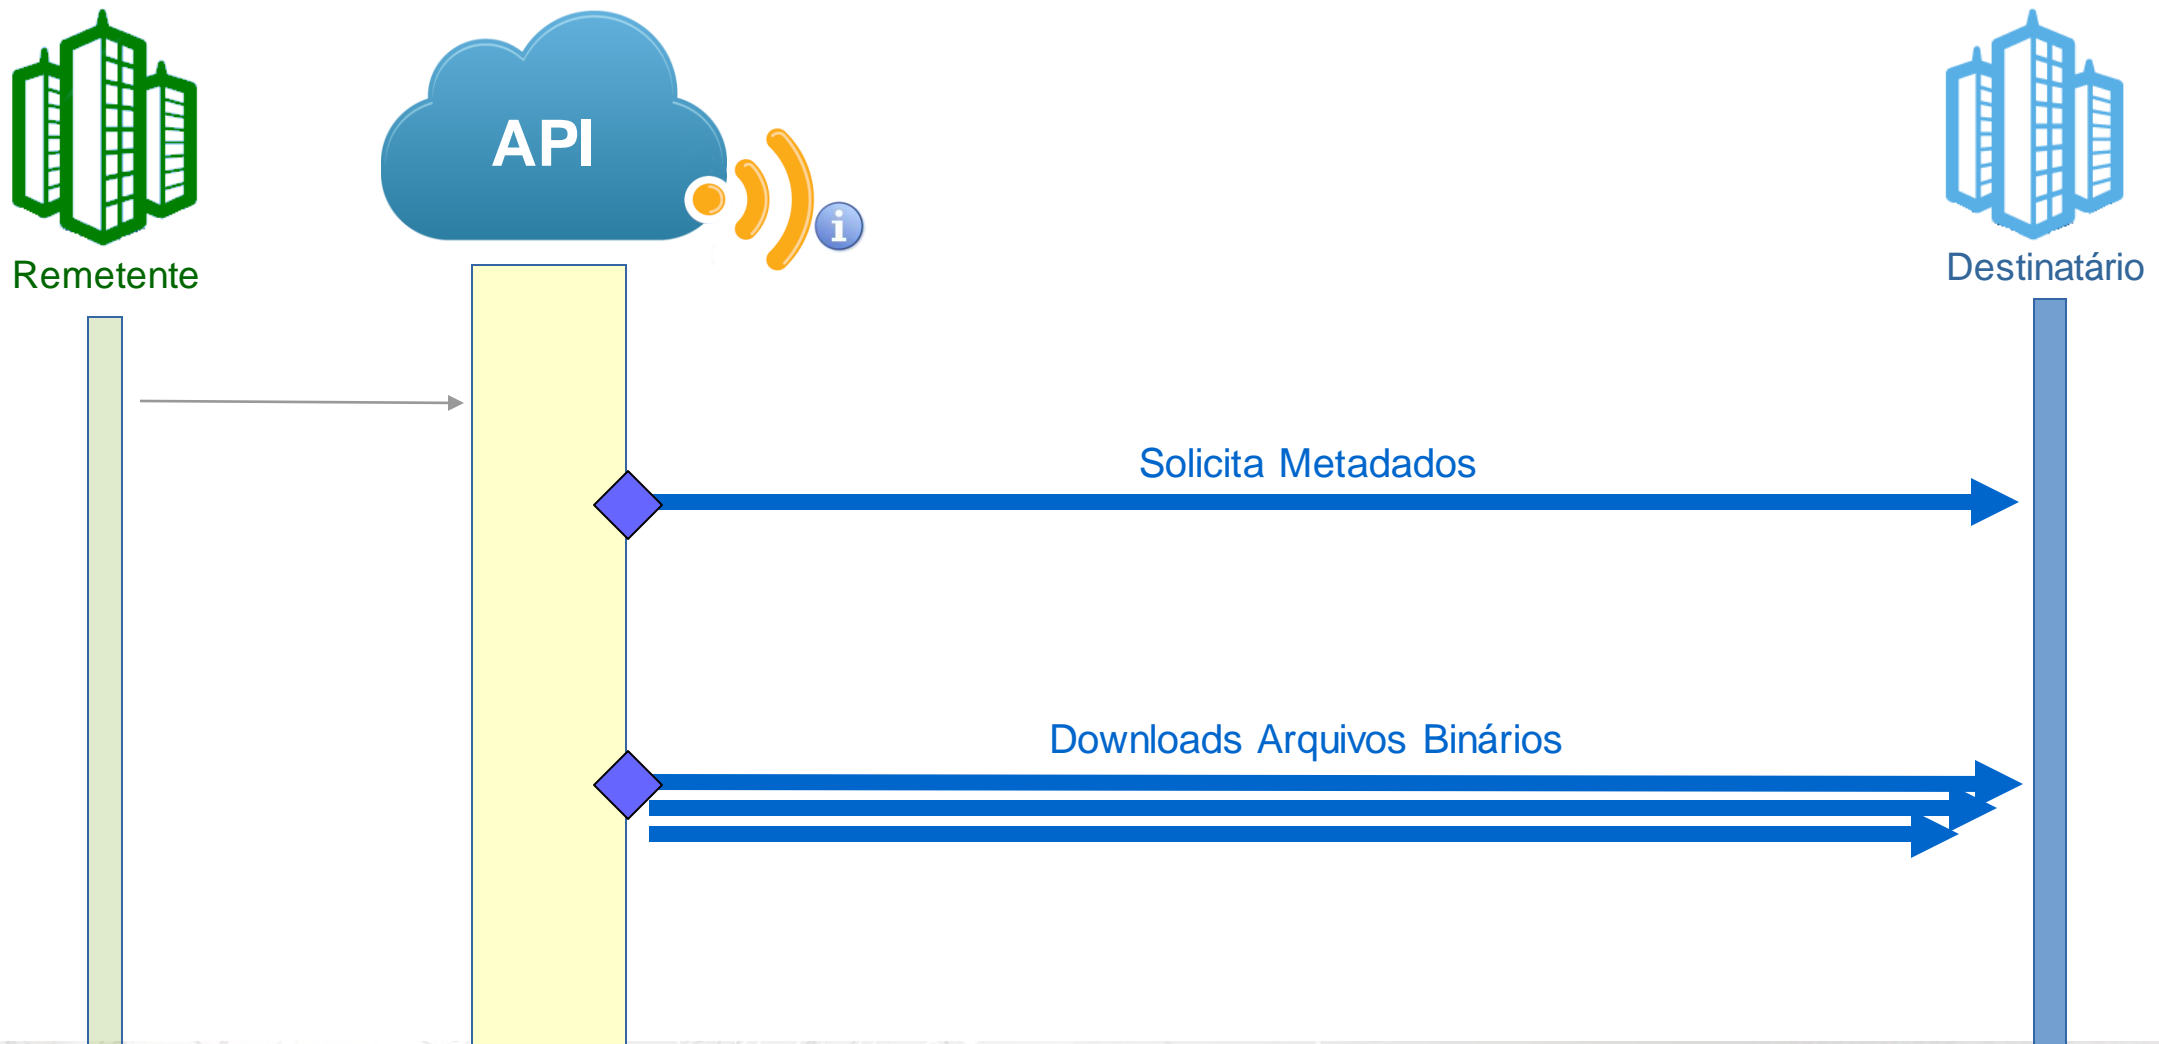 API
Remetente
Destinatário
Solicita Metadados
Downloads Arquivos Binários